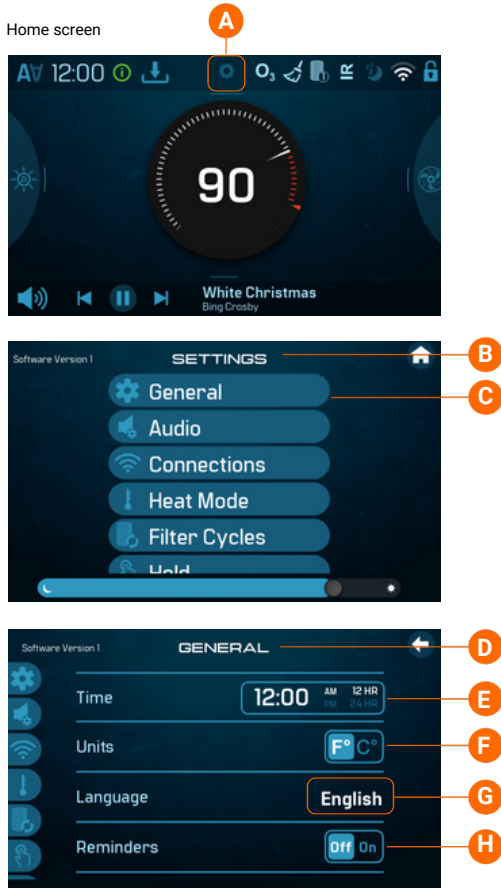 A
Home screen
A∀ 12:00 O3 IR
90
White Christmas
Bing Crosby
Software Version 1 SETTINGS B
General C
Audio
Connections
Heat Mode
Filter Cycles
Hold
Software Version 1 GENERAL D
Time 12:00 AM PM 12 HR 24 HR E
Units F° C° F
Language English G
Reminders Off On H